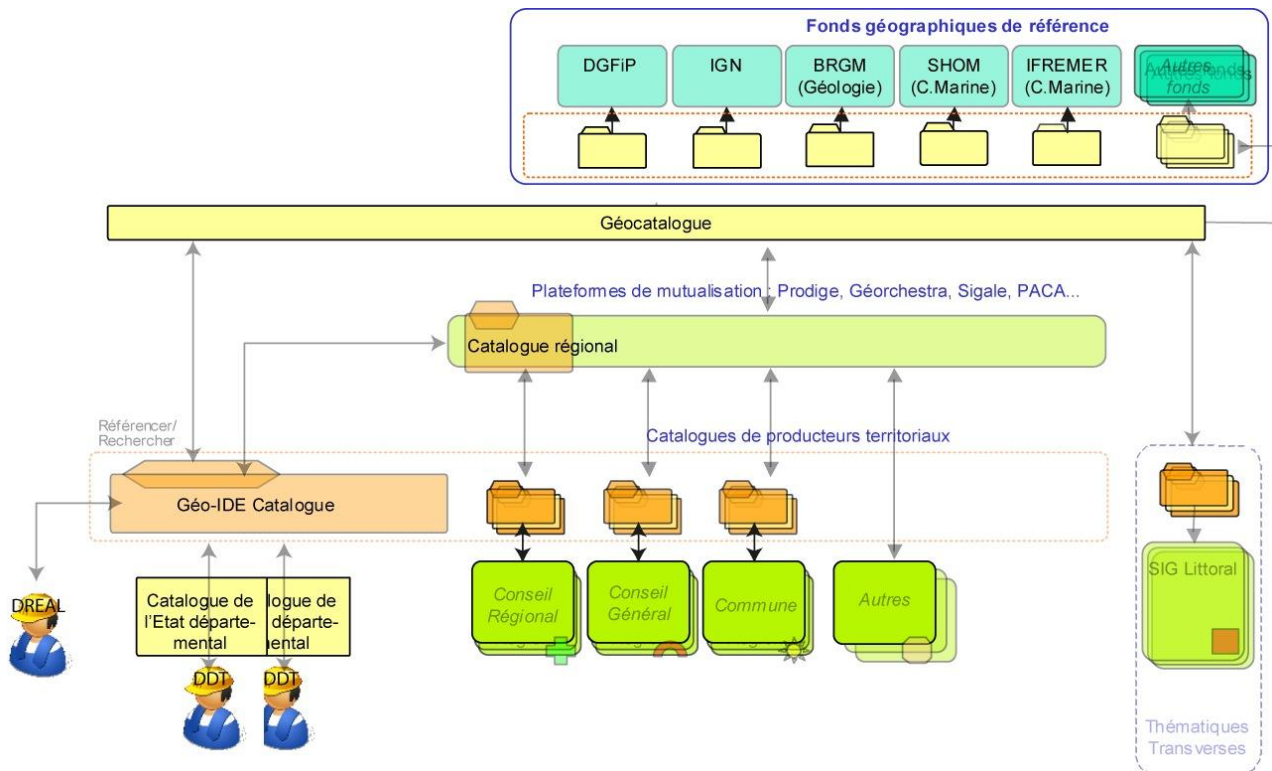 Fonds géographiques de référence
DGFiP
IGN
BRGM
(Géologie)
SHOM
(C.Marine)
IFREMER
(C.Marine)
Autres
fonds
Géocatalogue
Plateformes de mutualisation : Prodige, Géorchestra, Sigale, PACA...
Catalogue régional
Référencer/
Rechercher
Catalogues de producteurs territoriaux
Géo-IDE Catalogue
DREAL
Catalogue de
l'Etat départe-
mental
logue de
départe-
ental
DDT
DDT
Conseil
Régional
Conseil
Général
Commune
Autres
SIG Littoral
Thématiques
Transverses